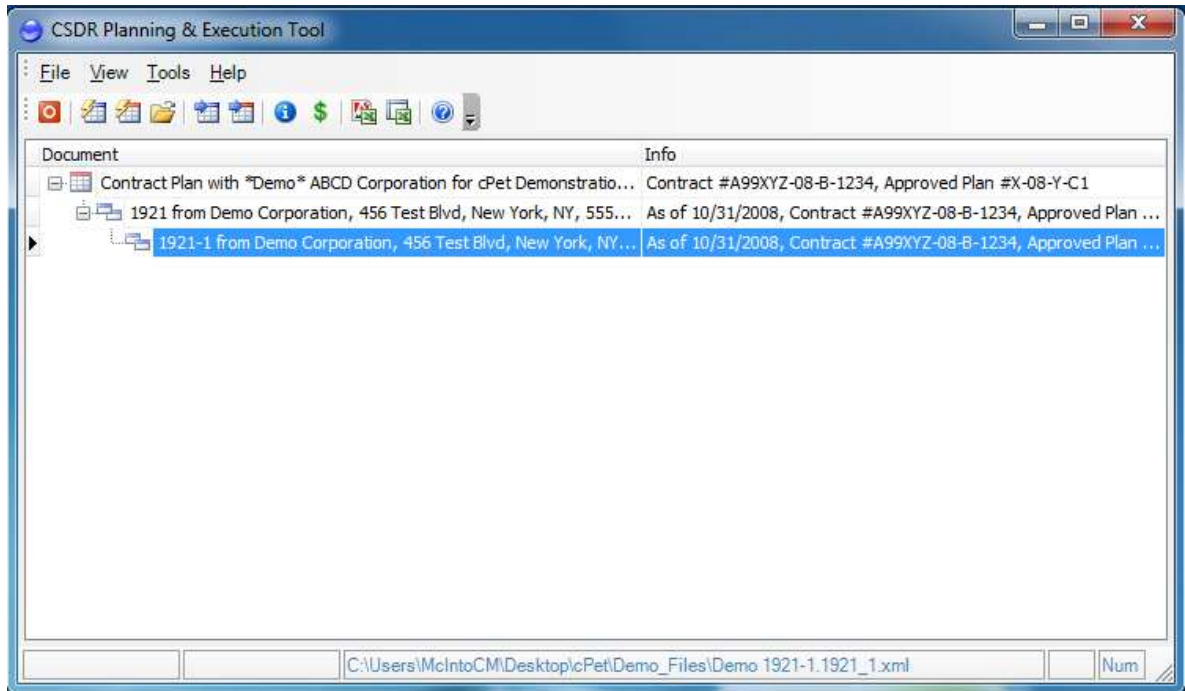 CSDR Planning & Execution Tool
File View Tools Help
Document Info
Contract Plan with *Demo* ABCD Corporation for cPet Demonstratio... Contract #A99XYZ-08-B-1234, Approved Plan #X-08-Y-C1
1921 from Demo Corporation, 456 Test Blvd, New York, NY, 555... As of 10/31/2008, Contract #A99XYZ-08-B-1234, Approved Plan ...
1921-1 from Demo Corporation, 456 Test Blvd, New York, NY... As of 10/31/2008, Contract #A99XYZ-08-B-1234, Approved Plan ...
C:\Users\McIntoCM\Desktop\cPet\Demo_Files\Demo 1921-1.1921_1.xml Num